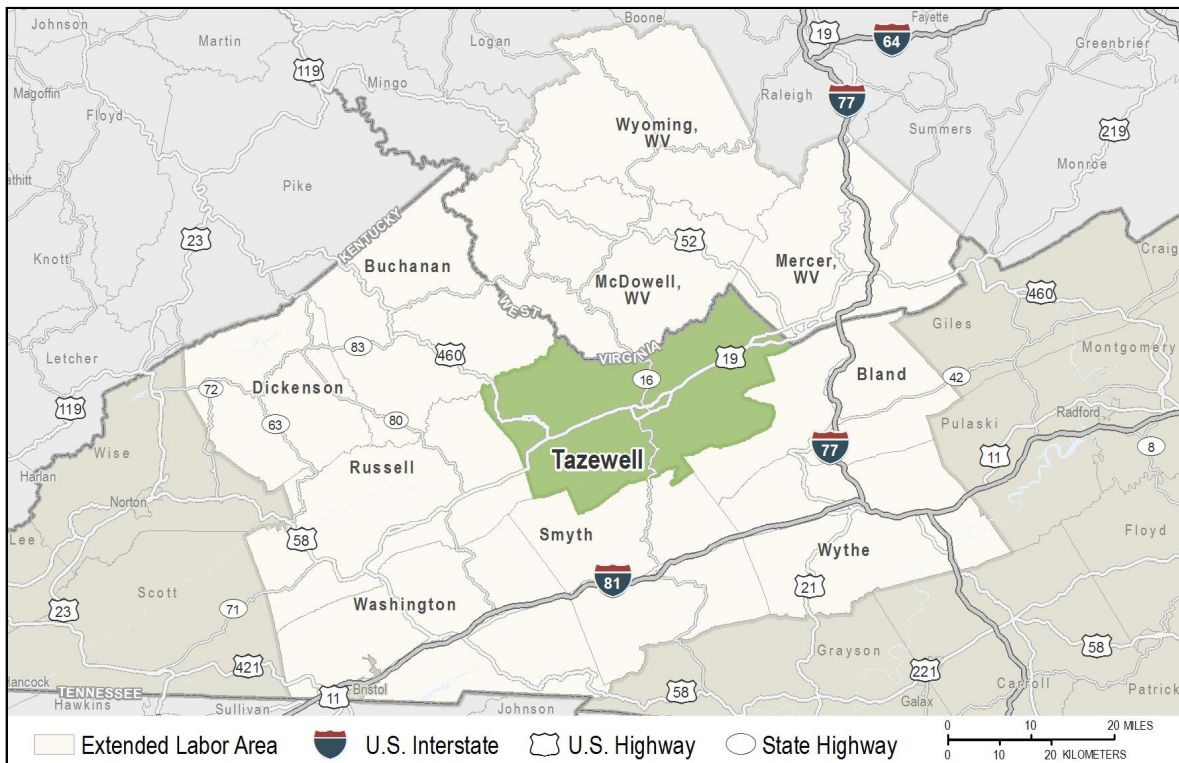 Johnson
Martin
Logan
Boone
Fayette
19
64
Greenbrier
119
Mingo
Magoffin
Floyd
Raleigh
77
Wyoming,
WV
Summers
219
Monroe
Pike
KENTUCKY
23
Knott
Buchanan
52
Mercer,
WV
McDowell,
WV
WEST
VIRGINIA
Craig
460
Giles
Letcher
83
460
19
Montgomery
72
Dickenson
16
Bland
42
119
63
80
Radford
Pulaski
Wise
Russell
Tazewell
77
11
8
Harlan
Norton
Lee
58
Smyth
Wythe
Floyd
Scott
81
21
23
71
Washington
Grayson
421
221
58
Hancock
TENNESSEE
Hawkins
11
Bristol
Sullivan
Johnson
58
Galax
Carroll
Patrick
Extended Labor Area
U.S. Interstate
U.S. Highway
State Highway
0 10 20 MILES
0 10 20 KILOMETERS